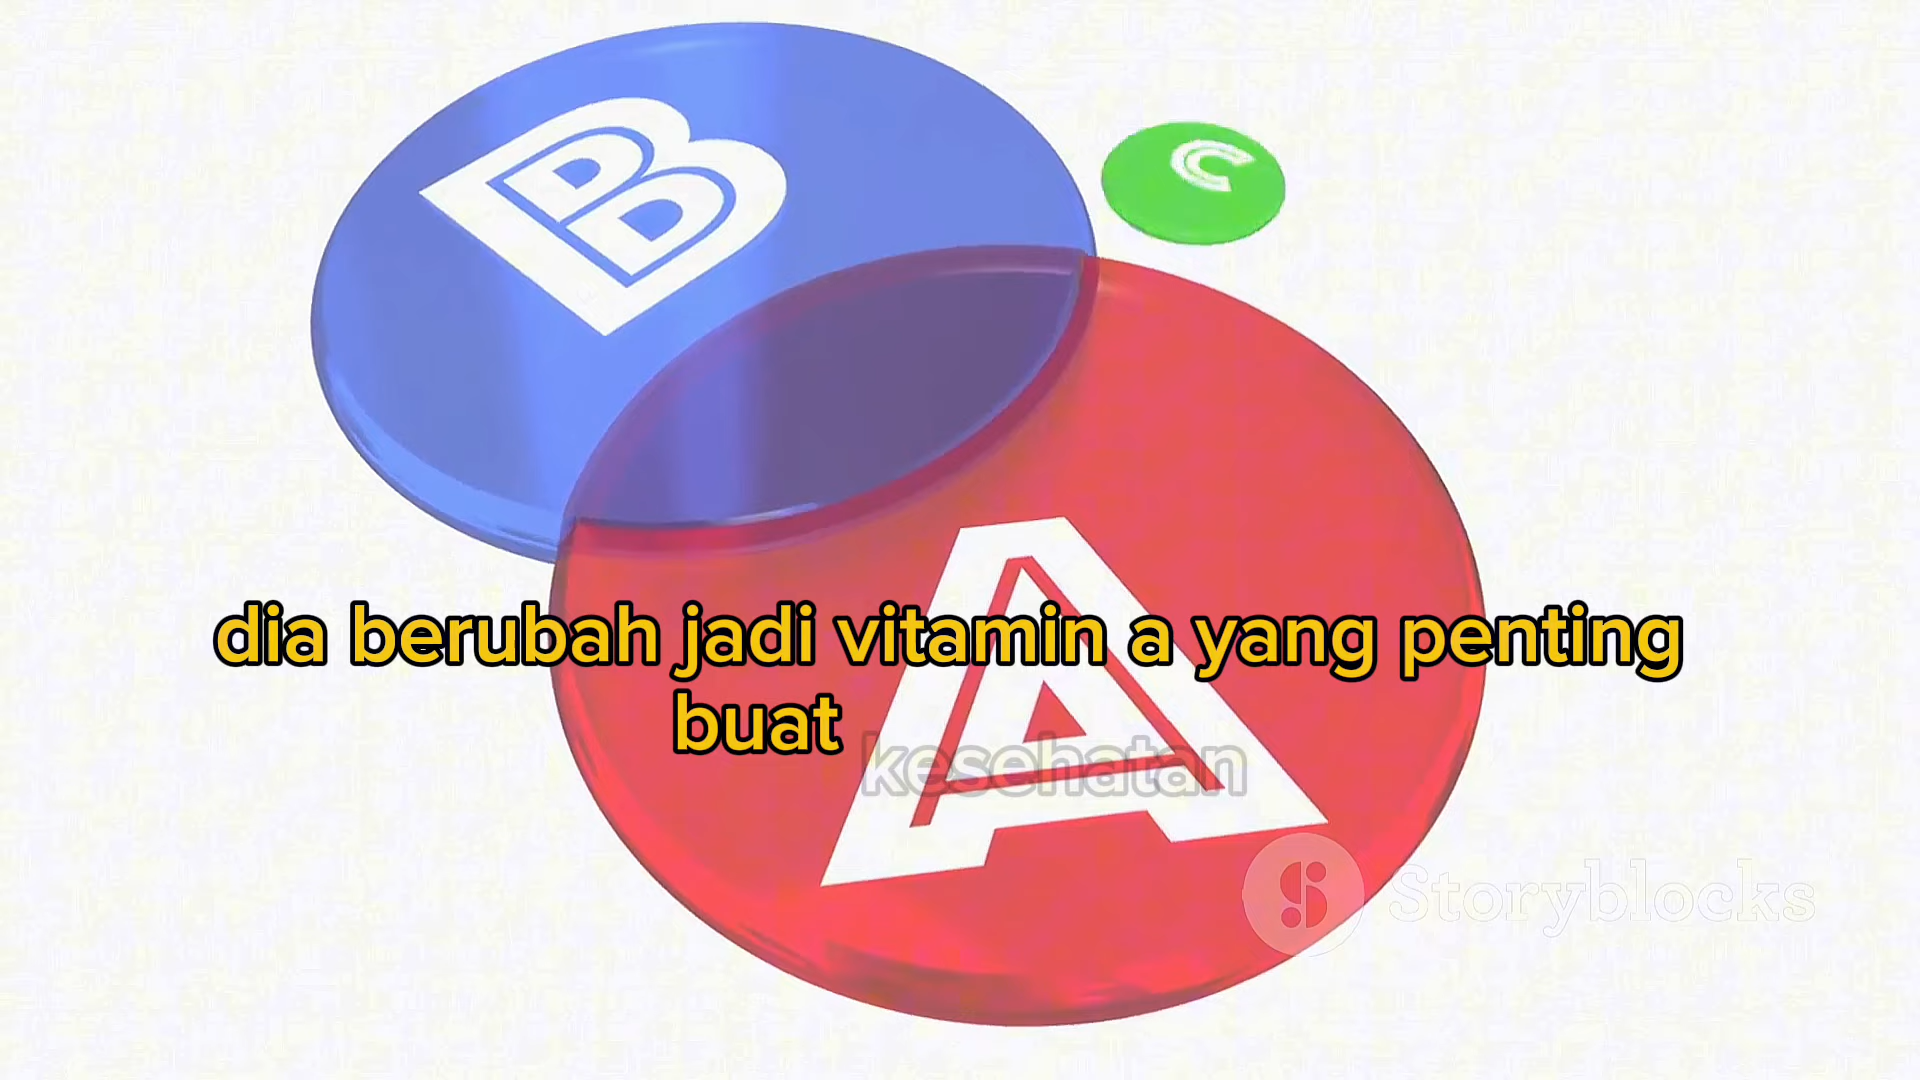 B
C
A
dia berubah jadi vitamin a yang penting
buat kesehatan
Storyblocks